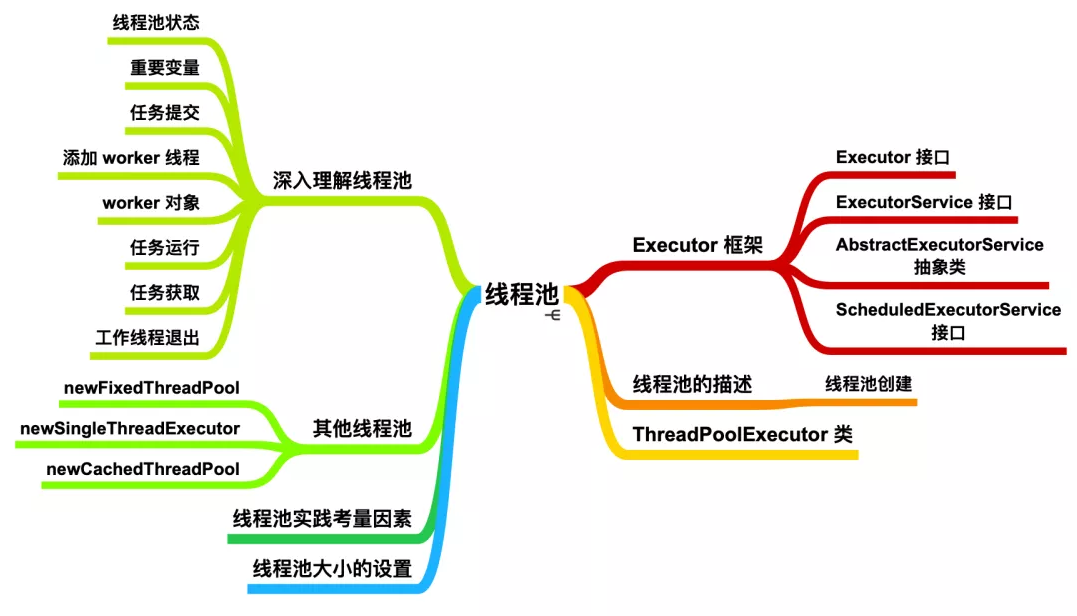 线程池
Executor 框架
Executor 接口
ExecutorService 接口
AbstractExecutorService
抽象类
ScheduledExecutorService
接口
线程池的描述
线程池创建
ThreadPoolExecutor 类
深入理解线程池
线程池状态
重要变量
任务提交
添加 worker 线程
worker 对象
任务运行
任务获取
工作线程退出
其他线程池
newFixedThreadPool
newSingleThreadExecutor
newCachedThreadPool
线程池实践考量因素
线程池大小的设置